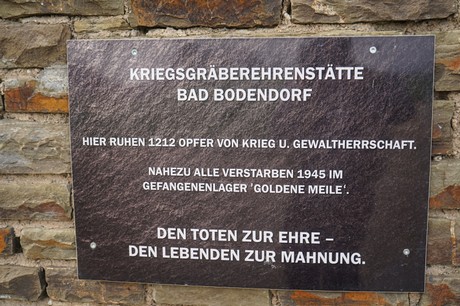 KRIEGSGRÄBEREHRENSTÄTTE
BAD BODENDORF
HIER RUHEN 1212 OPFER VON KRIEG U. GEWALTHERRSCHAFT.
NAHEZU ALLE VERSTARBEN 1945 IM
GEFANGENENLAGER 'GOLDENE MEILE'.
DEN TOTEN ZUR EHRE –
DEN LEBENDEN ZUR MAHNUNG.